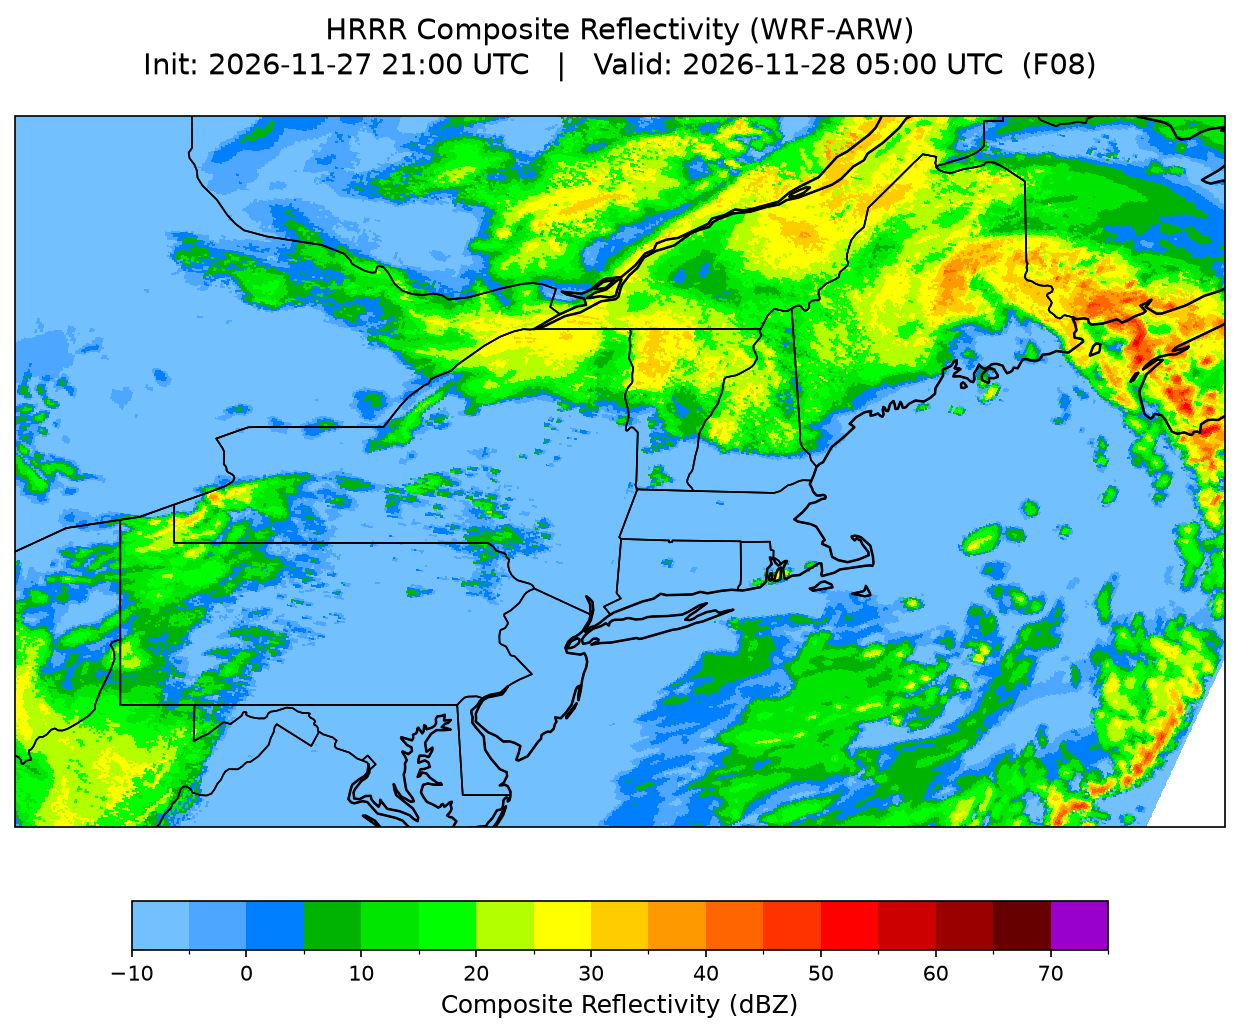 HRRR Composite Reflectivity (WRF-ARW)
Init: 2026-11-27 21:00 UTC | Valid: 2026-11-28 05:00 UTC (F08)
−10 0 10 20 30 40 50 60 70
Composite Reflectivity (dBZ)